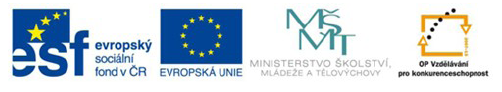 esf
evropský
sociální
fond v ČR
EVROPSKÁ UNIE
MŠMT
MINISTERSTVO ŠKOLSTVÍ,
MLÁDEŽE A TĚLOVÝCHOVY
OP Vzdělávání
pro konkurenceschopnost